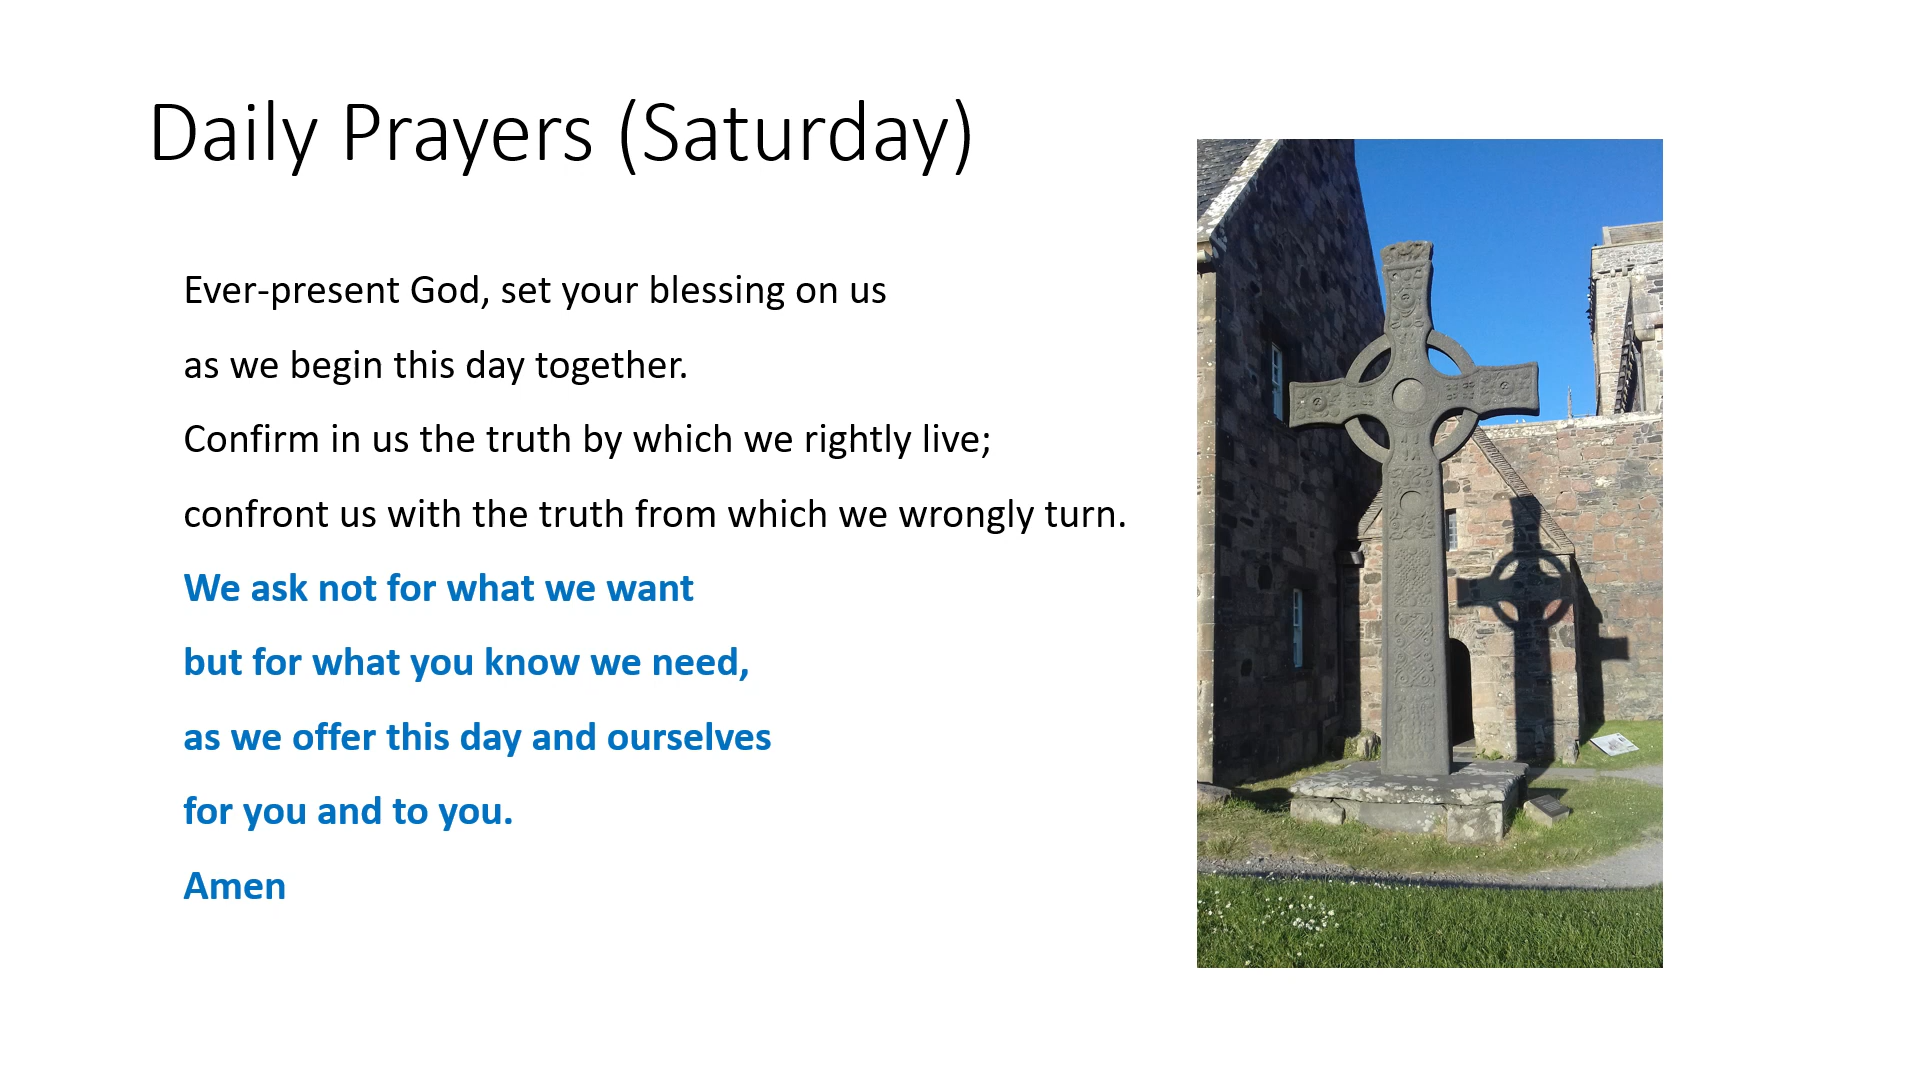 Daily Prayers (Saturday)
Ever-present God, set your blessing on us
as we begin this day together.
Confirm in us the truth by which we rightly live;
confront us with the truth from which we wrongly turn.
We ask not for what we want
but for what you know we need,
as we offer this day and ourselves
for you and to you.
Amen